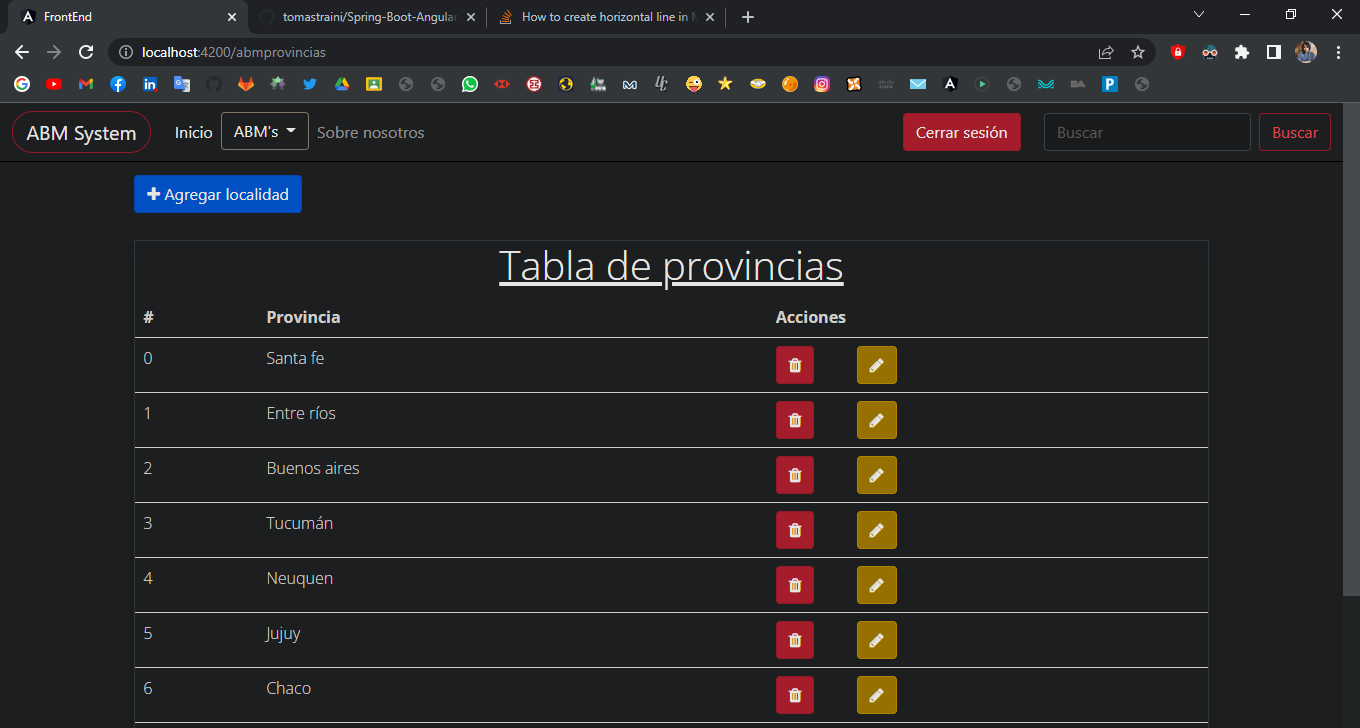 FrontEnd
tomastraini/Spring-Boot-Angular
How to create horizontal line in
localhost:4200/abmprovincias
ABM System
Inicio
ABM's
Sobre nosotros
Cerrar sesión
Buscar
Buscar
Agregar localidad
Tabla de provincias
# Provincia Acciones
0 Santa fe
1 Entre ríos
2 Buenos aires
3 Tucumán
4 Neuquen
5 Jujuy
6 Chaco